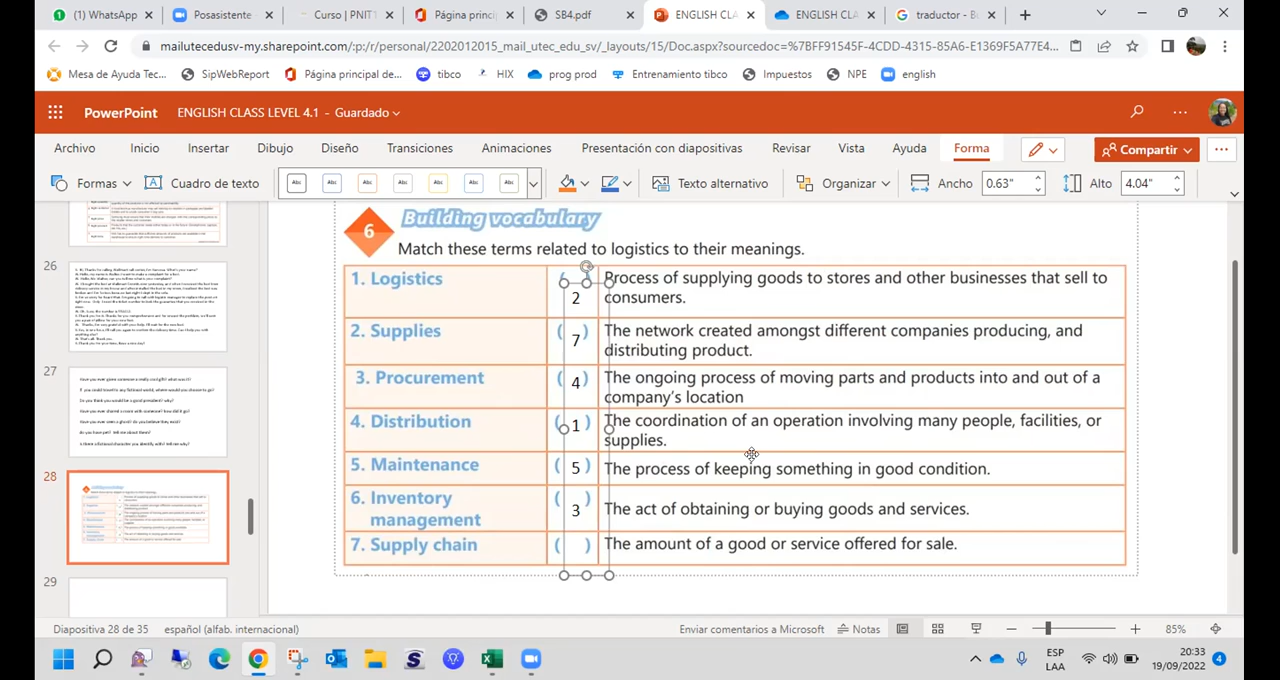 (1) WhatsApp
Posasistente
Curso | PNIT1
Página princi
SB4.pdf
ENGLISH CLA
ENGLISH CLA
traductor - Bu
mailutecedusv-my.sharepoint.com/:p:/r/personal/2202012015_mail_utec_edu_sv/_layouts/15/Doc.aspx?sourcedoc=%7BFF91545F-4CDD-4315-85A6-E1369F5A77E4...
Mesa de Ayuda Tec...
SipWebReport
Página principal de...
tibco
HIX
prog prod
Entrenamiento tibco
Impuestos
NPE
english
PowerPoint
ENGLISH CLASS LEVEL 4.1 - Guardado
Archivo
Inicio
Insertar
Dibujo
Diseño
Transiciones
Animaciones
Presentación con diapositivas
Revisar
Vista
Ayuda
Forma
Compartir
Formas
Cuadro de texto
Abc Abc Abc Abc Abc Abc Abc
Texto alternativo
Organizar
Ancho
0.63"
Alto
4.04"
26
27
28
29
6
Building vocabulary
Match these terms related to logistics to their meanings.
1. Logistics
2
Process of supplying goods to stores and other businesses that sell to
consumers.
2. Supplies
( 7 )
The network created amongst different companies producing, and
distributing product.
3. Procurement
( 4 )
The ongoing process of moving parts and products into and out of a
company's location
4. Distribution
( 1 )
The coordination of an operation involving many people, facilities, or
supplies.
5. Maintenance
( 5 )
The process of keeping something in good condition.
6. Inventory
management
( 3 )
The act of obtaining or buying goods and services.
7. Supply chain
( )
The amount of a good or service offered for sale.
Diapositiva 28 de 35
español (alfab. internacional)
Enviar comentarios a Microsoft
Notas
85%
ESP
LAA
20:33
19/09/2022
4